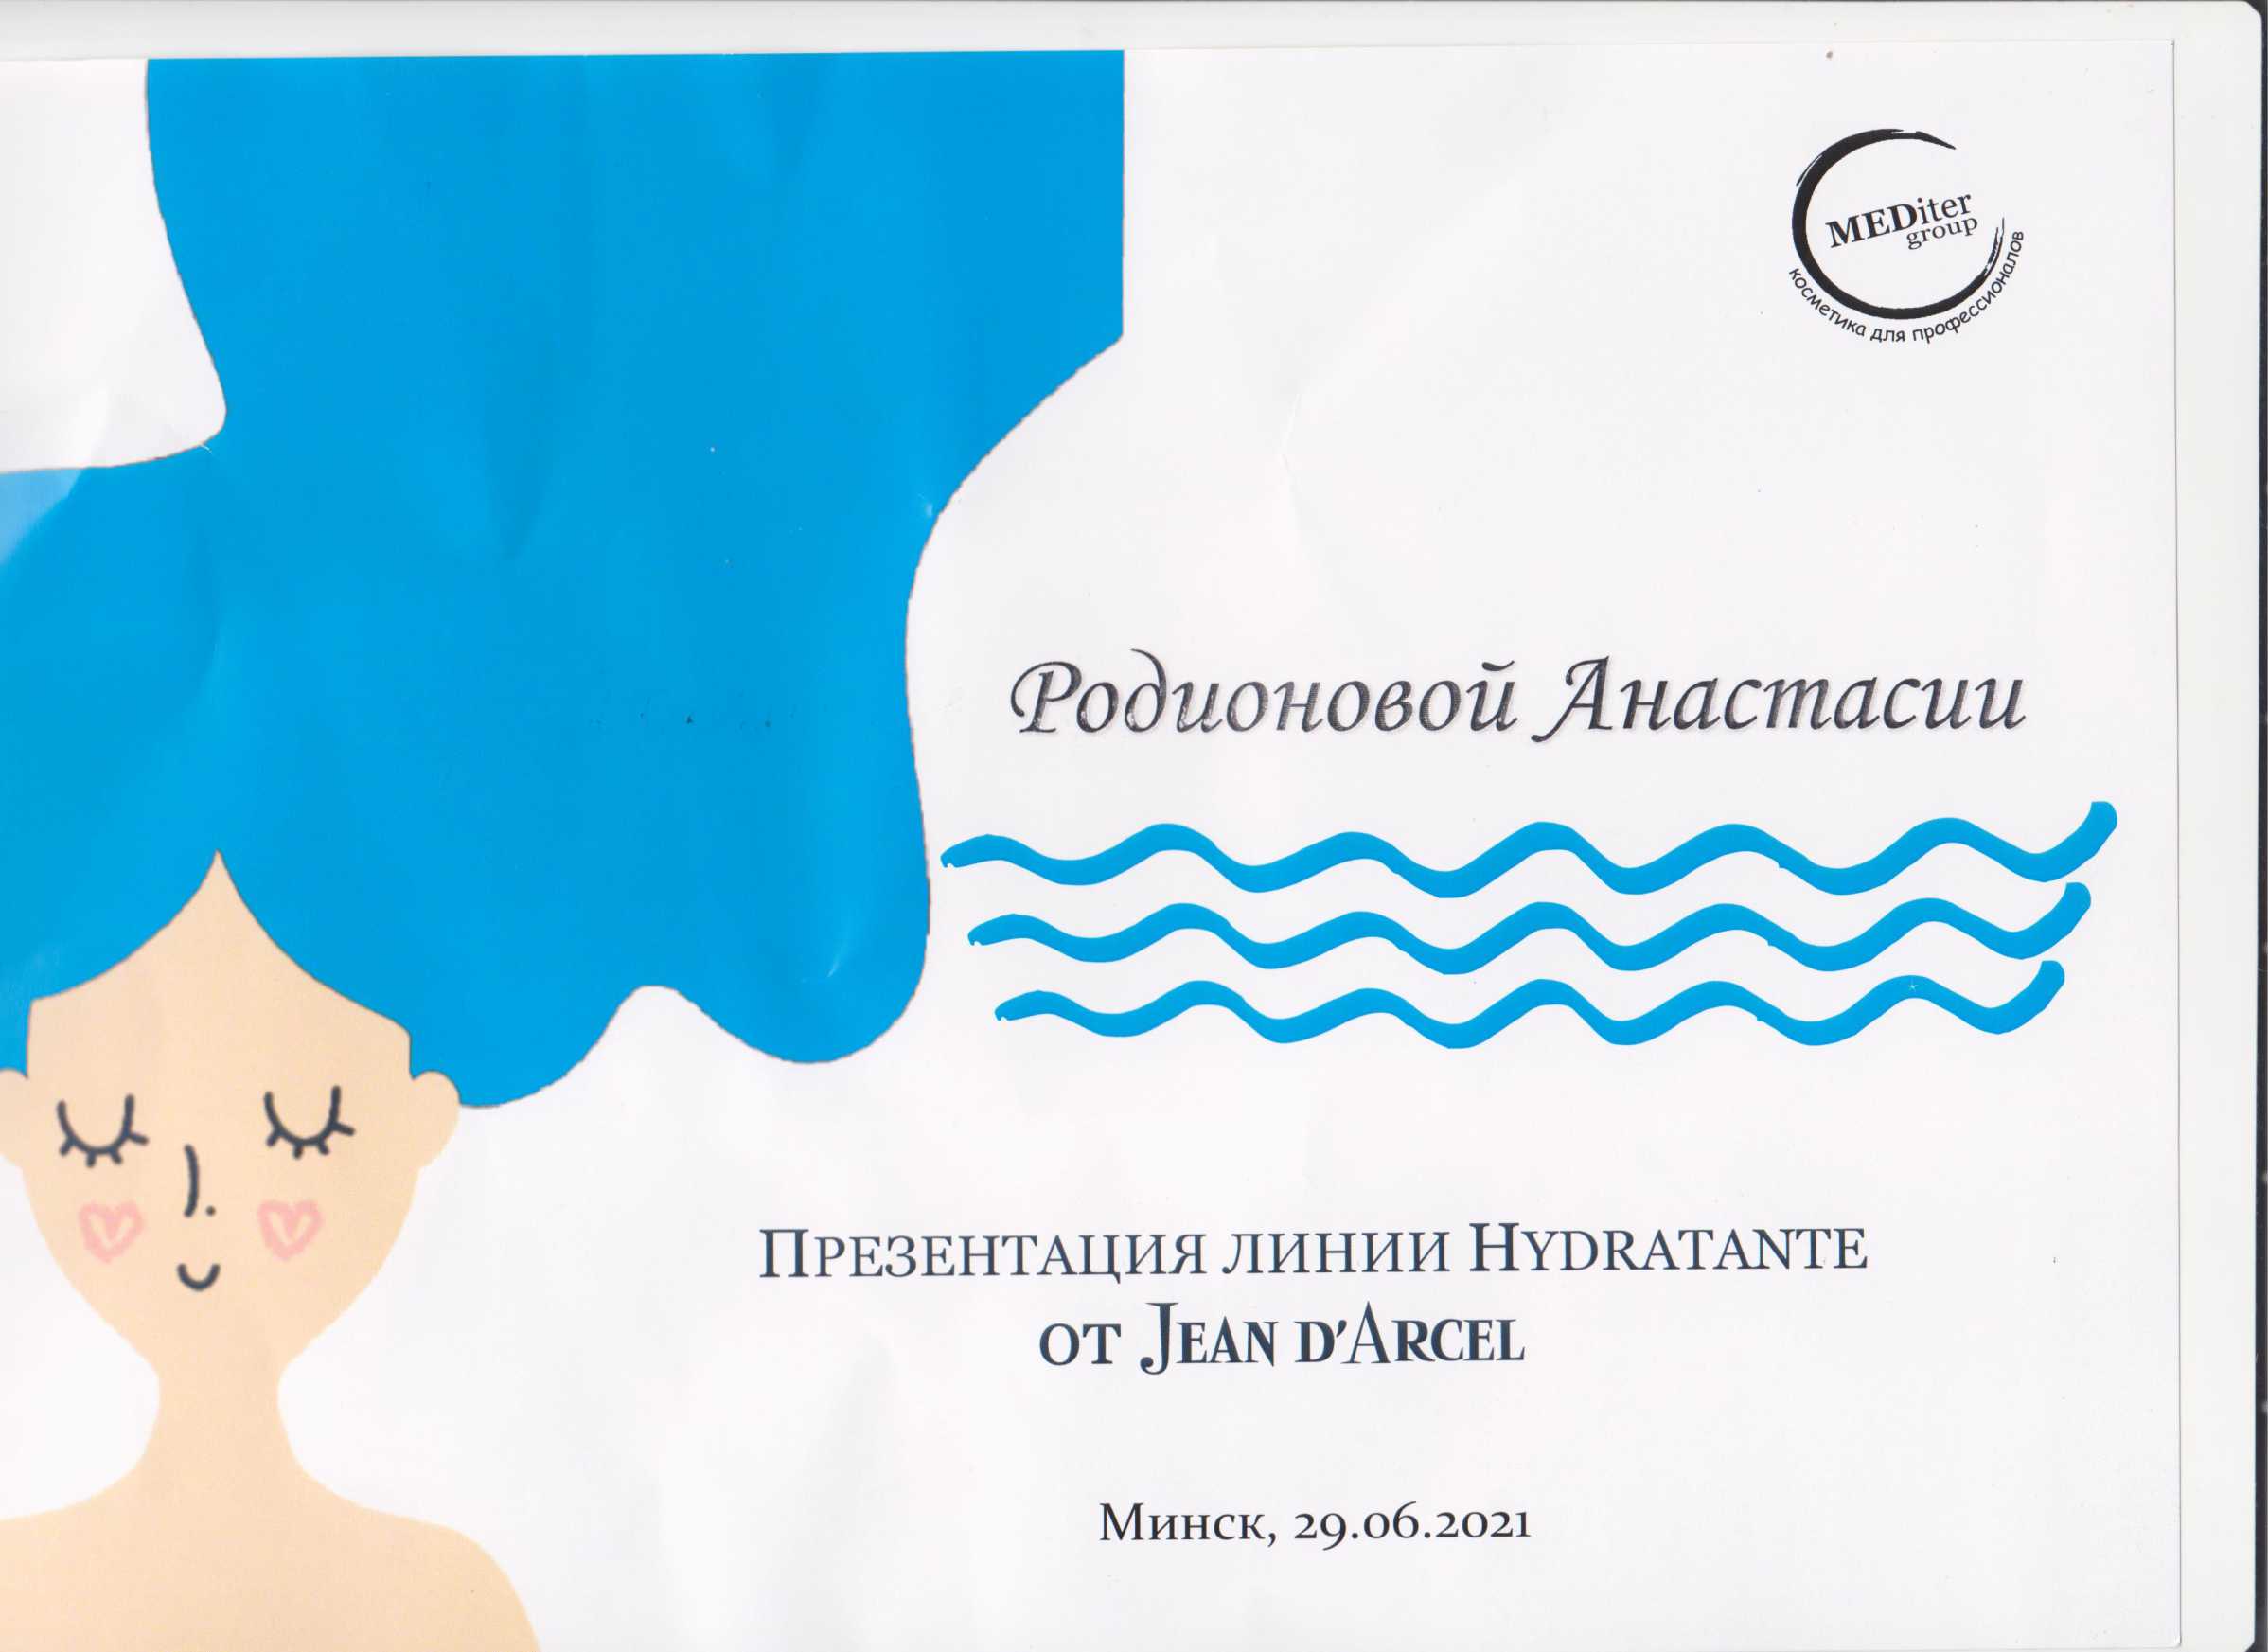 MEDiter
group
косметика для профессионалов
Родионовой Анастасии
Презентация линии Hydratante
от Jean d'Arcel
Минск, 29.06.2021